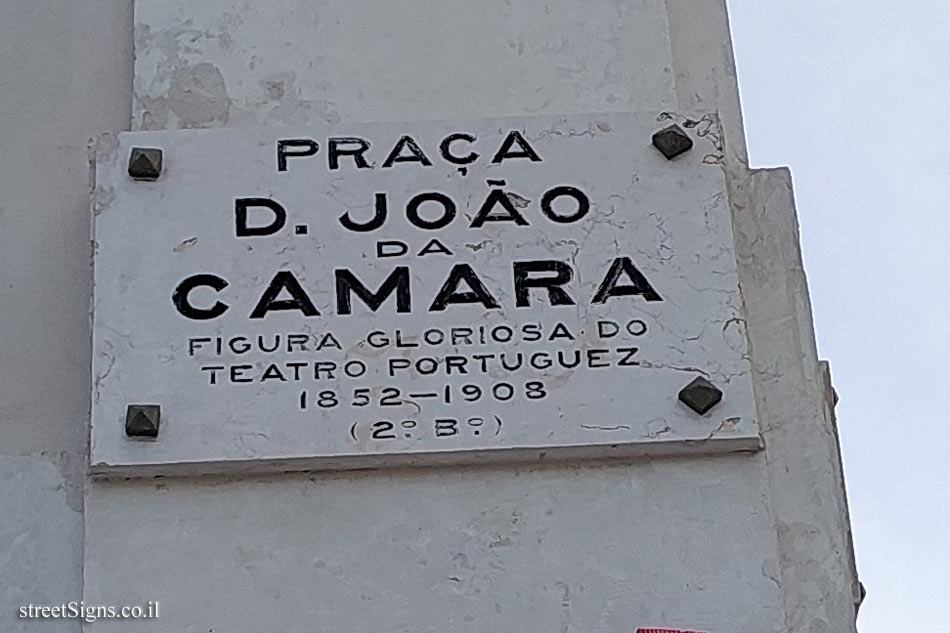 PRAÇA
D. JOÃO
DA
CAMARA
FIGURA GLORIOSA DO
TEATRO PORTUGUEZ
1852-1908
(2º Bº)
streetSigns.co.il